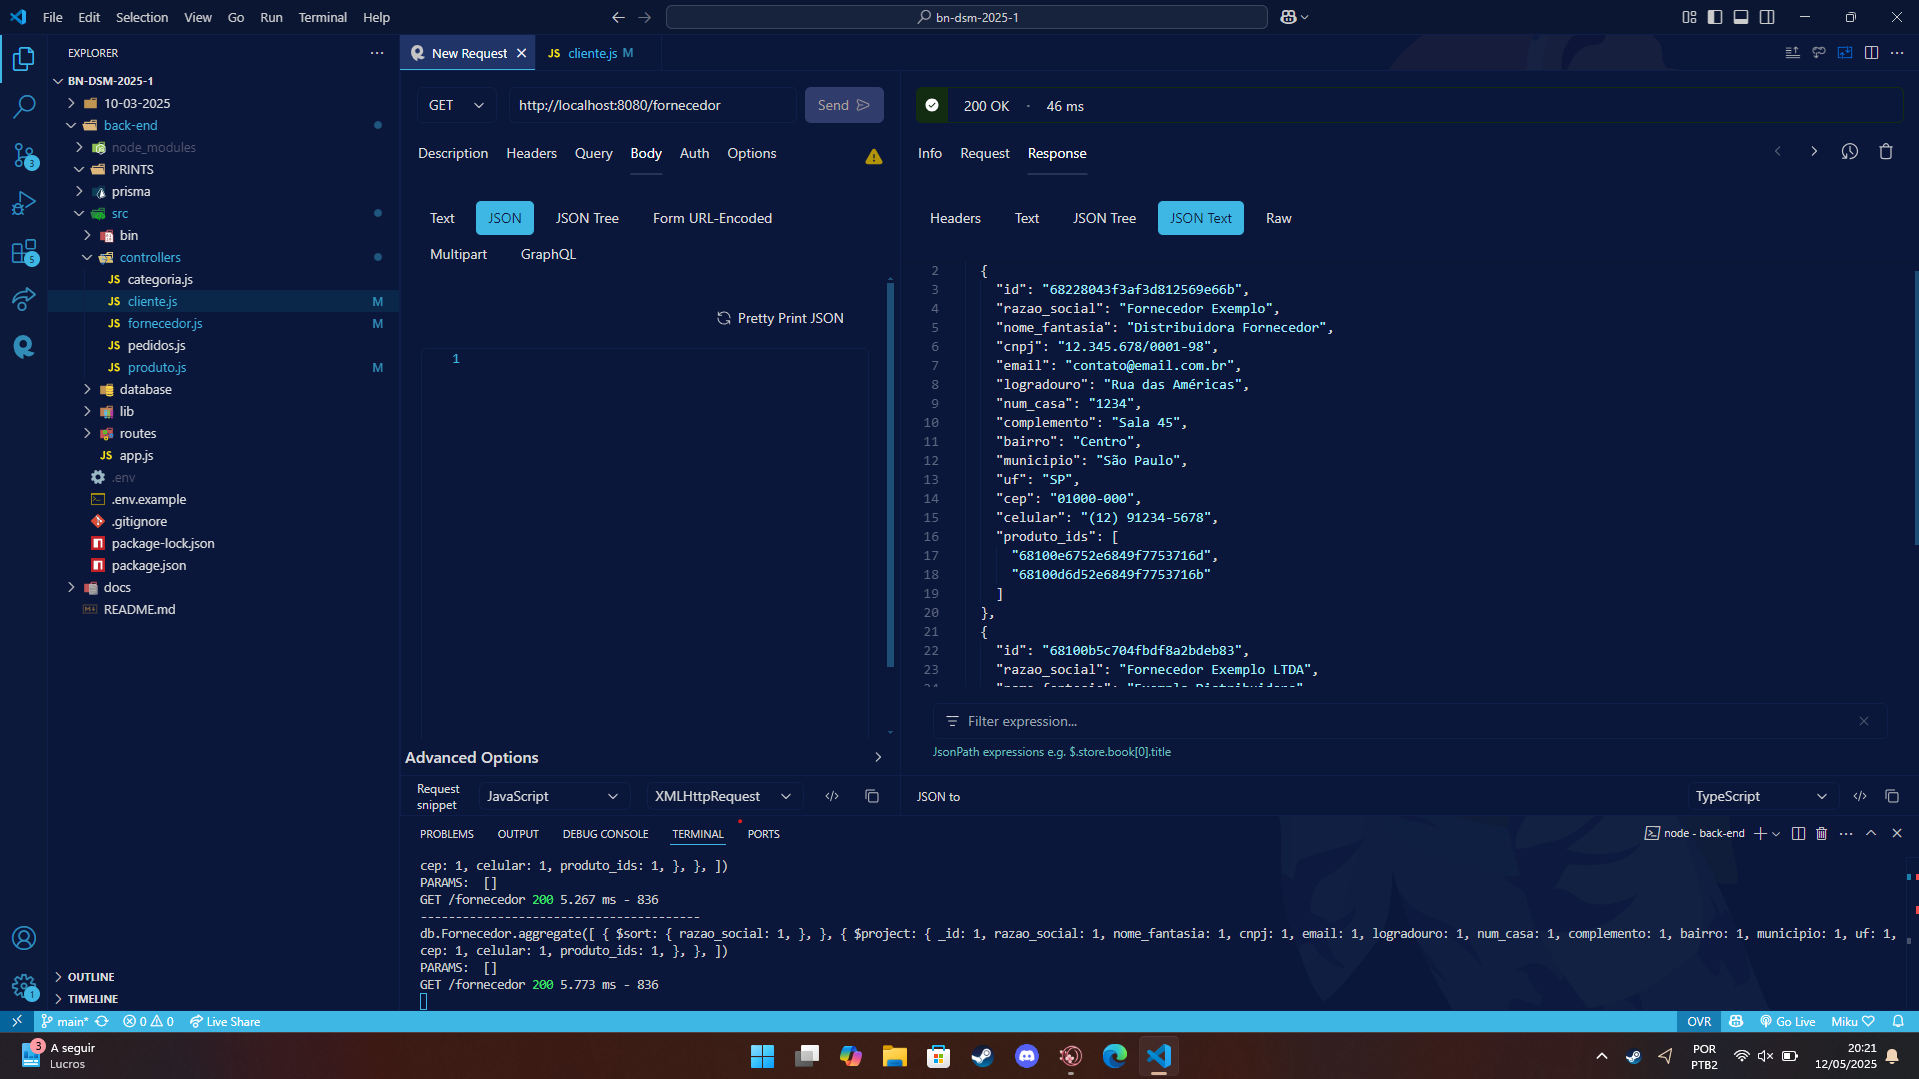 File Edit Selection View Go Run Terminal Help
bn-dsm-2025-1
EXPLORER
BN-DSM-2025-1
10-03-2025
back-end
node_modules
PRINTS
prisma
src
bin
controllers
JS categoria.js
JS cliente.js M
JS fornecedor.js M
JS pedidos.js
JS produto.js M
database
lib
routes
JS app.js
.env
.env.example
.gitignore
package-lock.json
package.json
docs
README.md
OUTLINE
TIMELINE
3
5
1
New Request
JS cliente.js M
GET
http://localhost:8080/fornecedor
Send
Description Headers Query Body Auth Options
Text JSON JSON Tree Form URL-Encoded
Multipart GraphQL
Pretty Print JSON
1
Advanced Options
Request snippet
JavaScript
XMLHttpRequest
200 OK · 46 ms
Info Request Response
Headers Text JSON Tree JSON Text Raw
2 {
3 "id": "68228043f3af3d812569e66b",
4 "razao_social": "Fornecedor Exemplo",
5 "nome_fantasia": "Distribuidora Fornecedor",
6 "cnpj": "12.345.678/0001-98",
7 "email": "contato@email.com.br",
8 "logradouro": "Rua das Américas",
9 "num_casa": "1234",
10 "complemento": "Sala 45",
11 "bairro": "Centro",
12 "municipio": "São Paulo",
13 "uf": "SP",
14 "cep": "01000-000",
15 "celular": "(12) 91234-5678",
16 "produto_ids": [
17 "68100e6752e6849f7753716d",
18 "68100d6d52e6849f7753716b"
19 ]
20 },
21 {
22 "id": "68100b5c704fbdf8a2bdeb83",
23 "razao_social": "Fornecedor Exemplo LTDA",
24 "nome_fantasia": "Exemplo Distribuidora",
Filter expression...
JsonPath expressions e.g. $.store.book[0].title
JSON to
TypeScript
PROBLEMS OUTPUT DEBUG CONSOLE TERMINAL PORTS
node - back-end
cep: 1, celular: 1, produto_ids: 1, }, }, ])
PARAMS: []
GET /fornecedor 200 5.267 ms - 836
----------------------------------------
db.Fornecedor.aggregate([ { $sort: { razao_social: 1, }, }, { $project: { _id: 1, razao_social: 1, nome_fantasia: 1, cnpj: 1, email: 1, logradouro: 1, num_casa: 1, complemento: 1, bairro: 1, municipio: 1, uf: 1,
cep: 1, celular: 1, produto_ids: 1, }, }, ])
PARAMS: []
GET /fornecedor 200 5.773 ms - 836
main* 0 0 Live Share
OVR Go Live Miku
3
A seguir
Lucros
POR
PTB2
20:21
12/05/2025